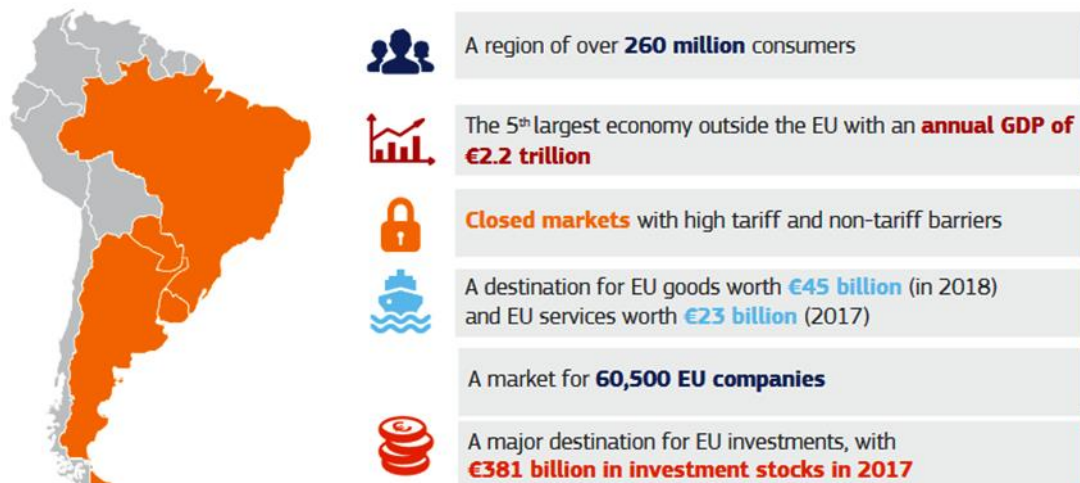 A region of over 260 million consumers
The 5th largest economy outside the EU with an annual GDP of
€2.2 trillion
Closed markets with high tariff and non-tariff barriers
A destination for EU goods worth €45 billion (in 2018)
and EU services worth €23 billion (2017)
A market for 60,500 EU companies
A major destination for EU investments, with
€381 billion in investment stocks in 2017